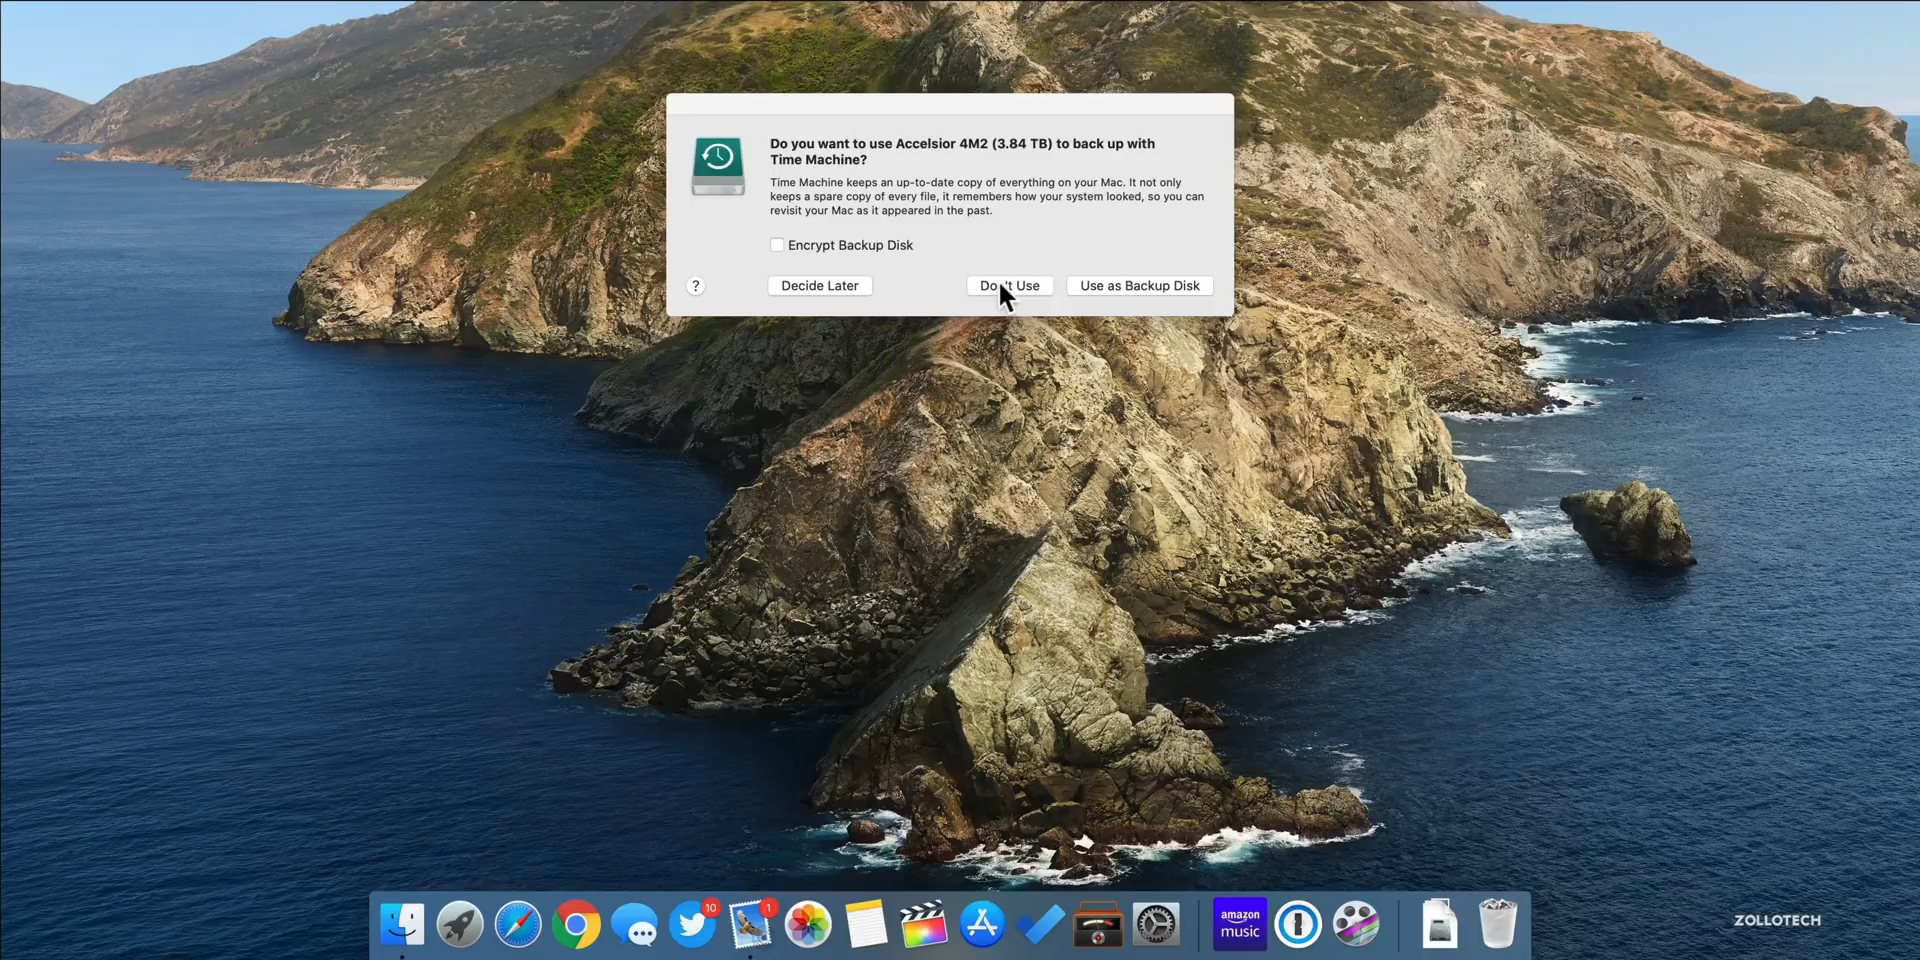 Do you want to use Accelsior 4M2 (3.84 TB) to back up with
Time Machine?
Time Machine keeps an up-to-date copy of everything on your Mac. It not only
keeps a spare copy of every file, it remembers how your system looked, so you can
revisit your Mac as it appeared in the past.
Encrypt Backup Disk
?
Decide Later
Use
Use as Backup Disk
10
1
amazon
music
ZOLLOTECH